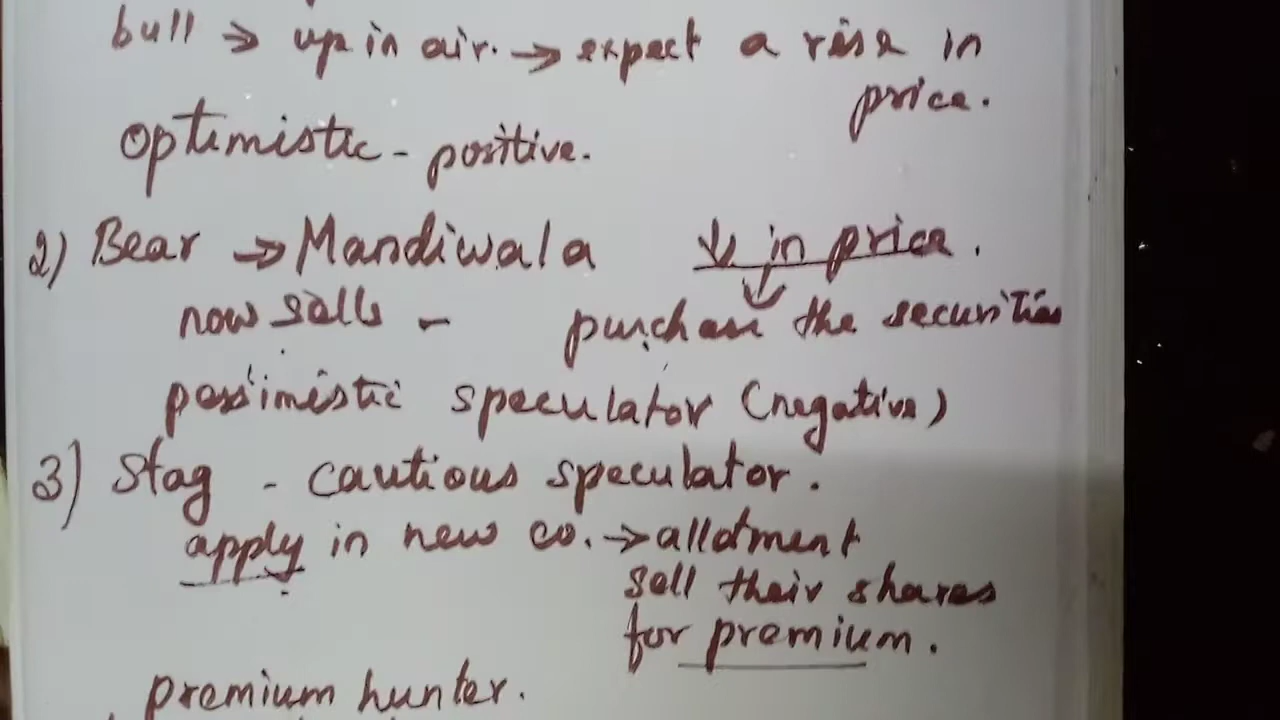 bull → up in air. → expect a rise in
price.
optimistic - positive.
2) Bear → Mandiwala ↓ in price.
now sells - purchase the securities
pessimistic speculator (negative)
3) Stag - cautious speculator.
apply in new co. → allotment
sell their shares
for premium.
premium hunter.